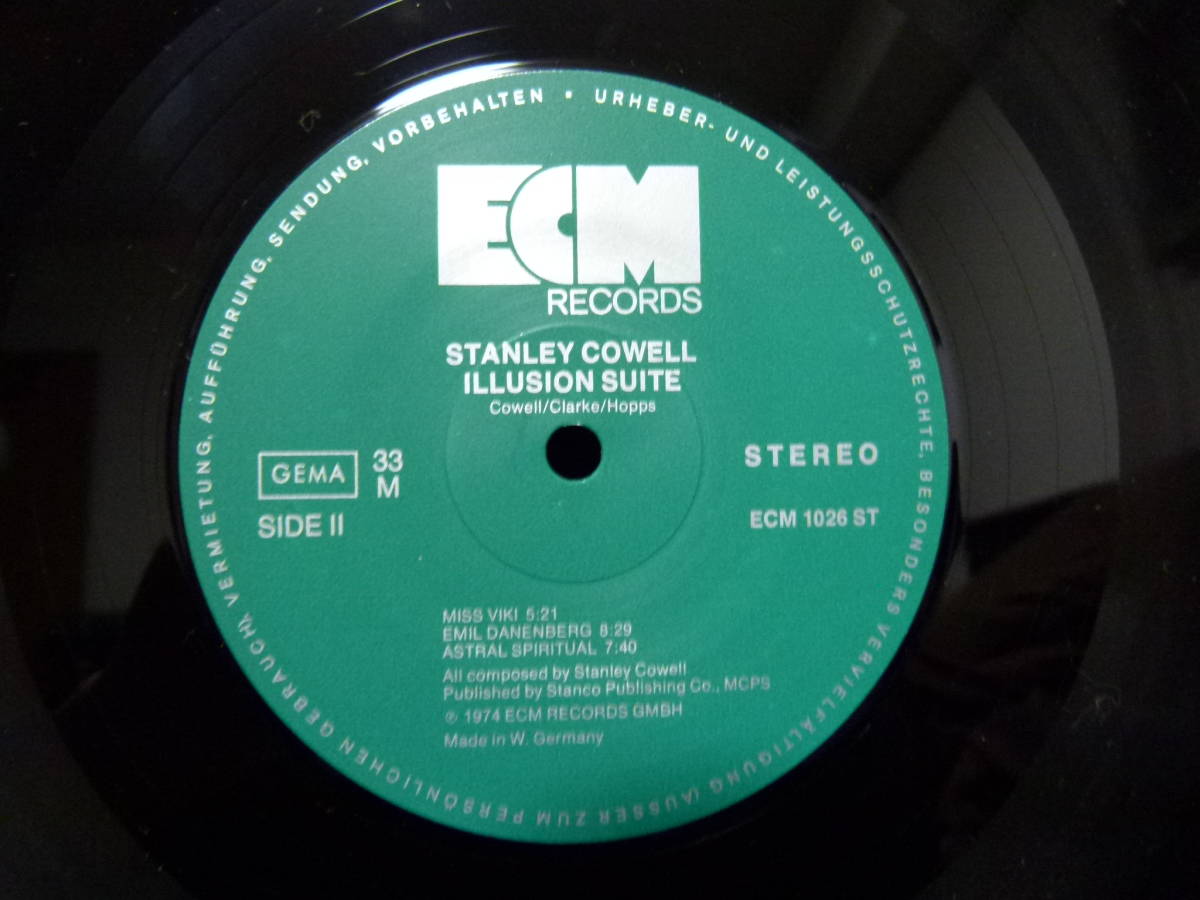 URHEBER- UND LEISTUNGSSCHUTZRECHTE, BESONDERS VERVIELFÄLTIGUNG (AUSSER ZUM PERSÖNLICHEN GEBRAUCH), VERMIETUNG, AUFFÜHRUNG, SENDUNG, VORBEHALTEN •
ECM
RECORDS
STANLEY COWELL
ILLUSION SUITE
Cowell/Clarke/Hopps
GEMA
33
M
SIDE II
STEREO
ECM 1026 ST
MISS VIKI 5:21
EMIL DANENBERG 8:29
ASTRAL SPIRITUAL 7:40
All composed by Stanley Cowell
Published by Stanco Publishing Co., MCPS
℗ 1974 ECM RECORDS GMBH
Made in W. Germany